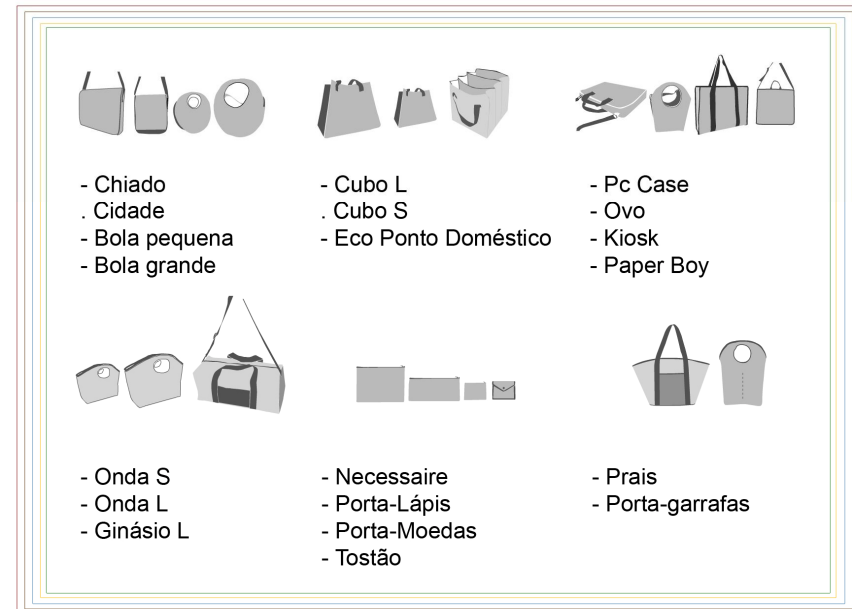 - Chiado
. Cidade
- Bola pequena
- Bola grande
- Cubo L
. Cubo S
- Eco Ponto Doméstico
- Pc Case
- Ovo
- Kiosk
- Paper Boy
- Onda S
- Onda L
- Ginásio L
- Necessaire
- Porta-Lápis
- Porta-Moedas
- Tostão
- Prais
- Porta-garrafas